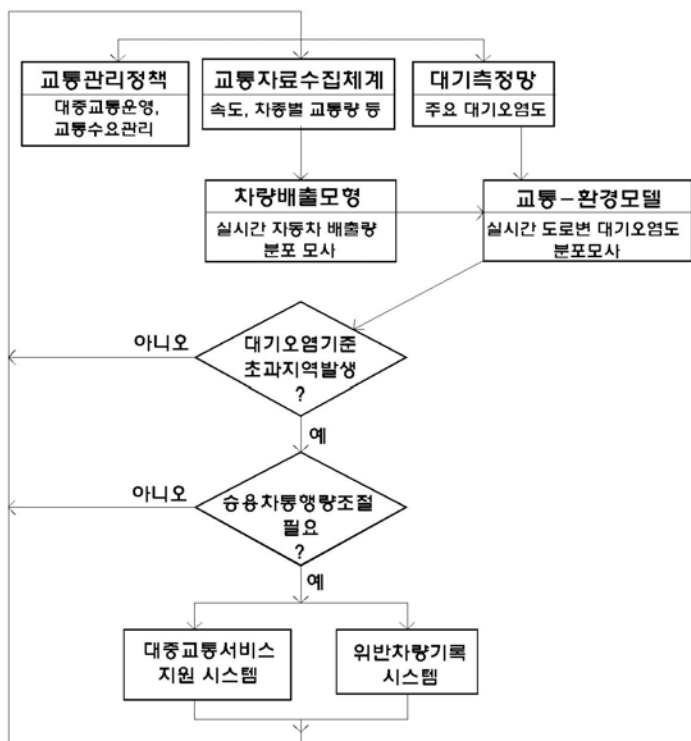 교통관리정책
대중교통운영,
교통수요관리
교통자료수집체계
속도, 차종별 교통량 등
대기측정망
주요 대기오염도
차량배출모형
실시간 자동차 배출량
분포 모사
교통-환경모델
실시간 도로변 대기오염도
분포모사
대기오염기준
초과지역발생
?
아니오
예
승용차통행량조절
필요
?
아니오
예
대중교통서비스
지원 시스템
위반차량기록
시스템